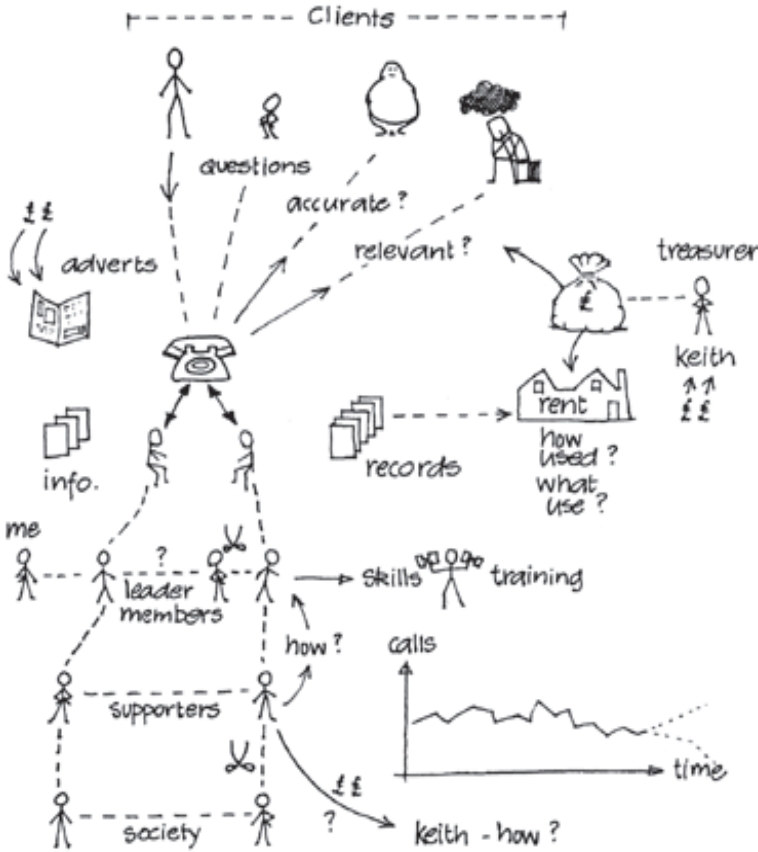 Clients
questions
accurate?
relevant?
££
adverts
£
treasurer
keith
££
rent
how
used?
what
use?
info.
records
me
?
leader
members
skills
training
how?
supporters
calls
time
££
?
society
keith - how?